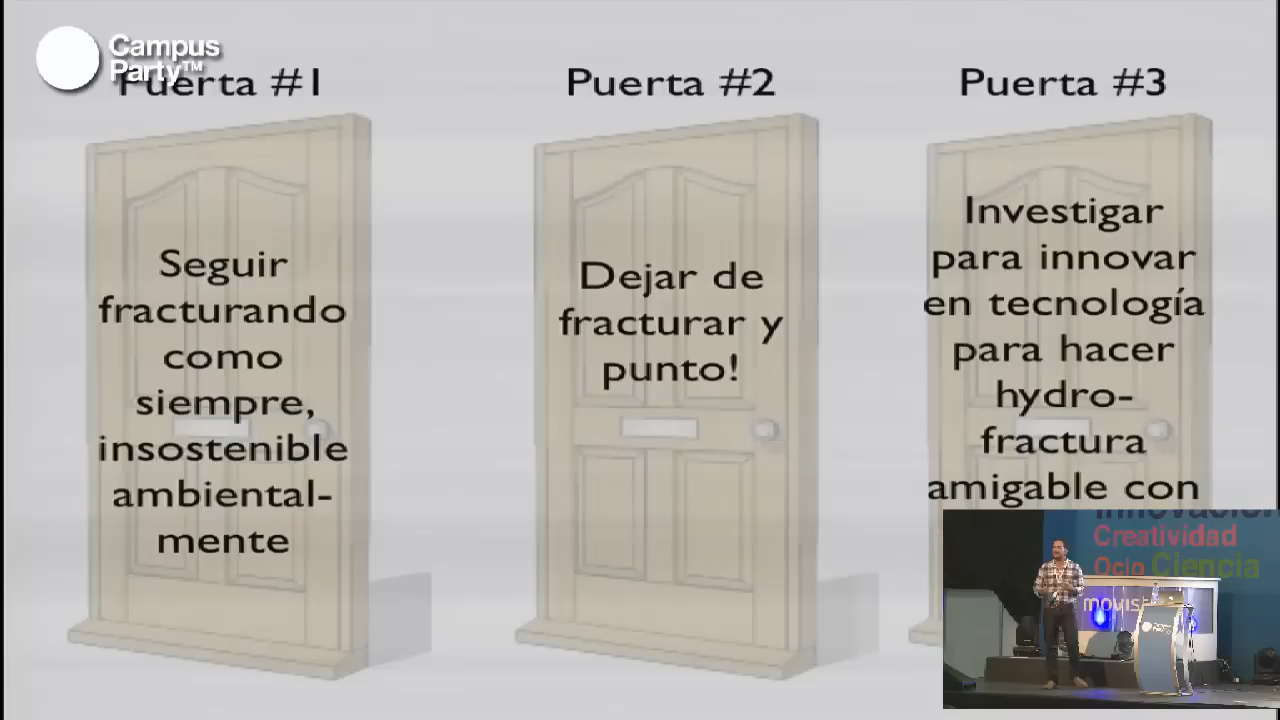 Campus
Party™
Puerta #1
Seguir
fracturando
como
siempre,
insostenible
ambiental-
mente
Puerta #2
Dejar de
fracturar y
punto!
Puerta #3
Investigar
para innovar
en tecnología
para hacer
hydro-
fractura
amigable con
Creatividad
Ocio Ciencia